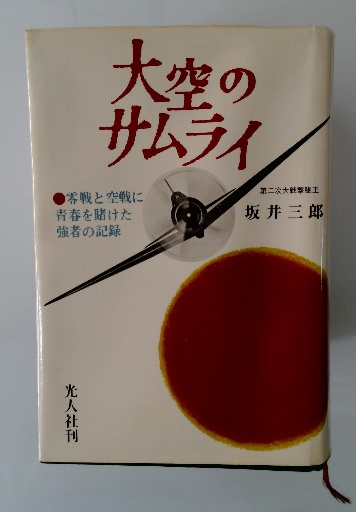 大空の
サムライ
●零戦と空戦に
青春を賭けた
強者の記録
第二次大戦撃墜王
坂井三郎
光人社刊